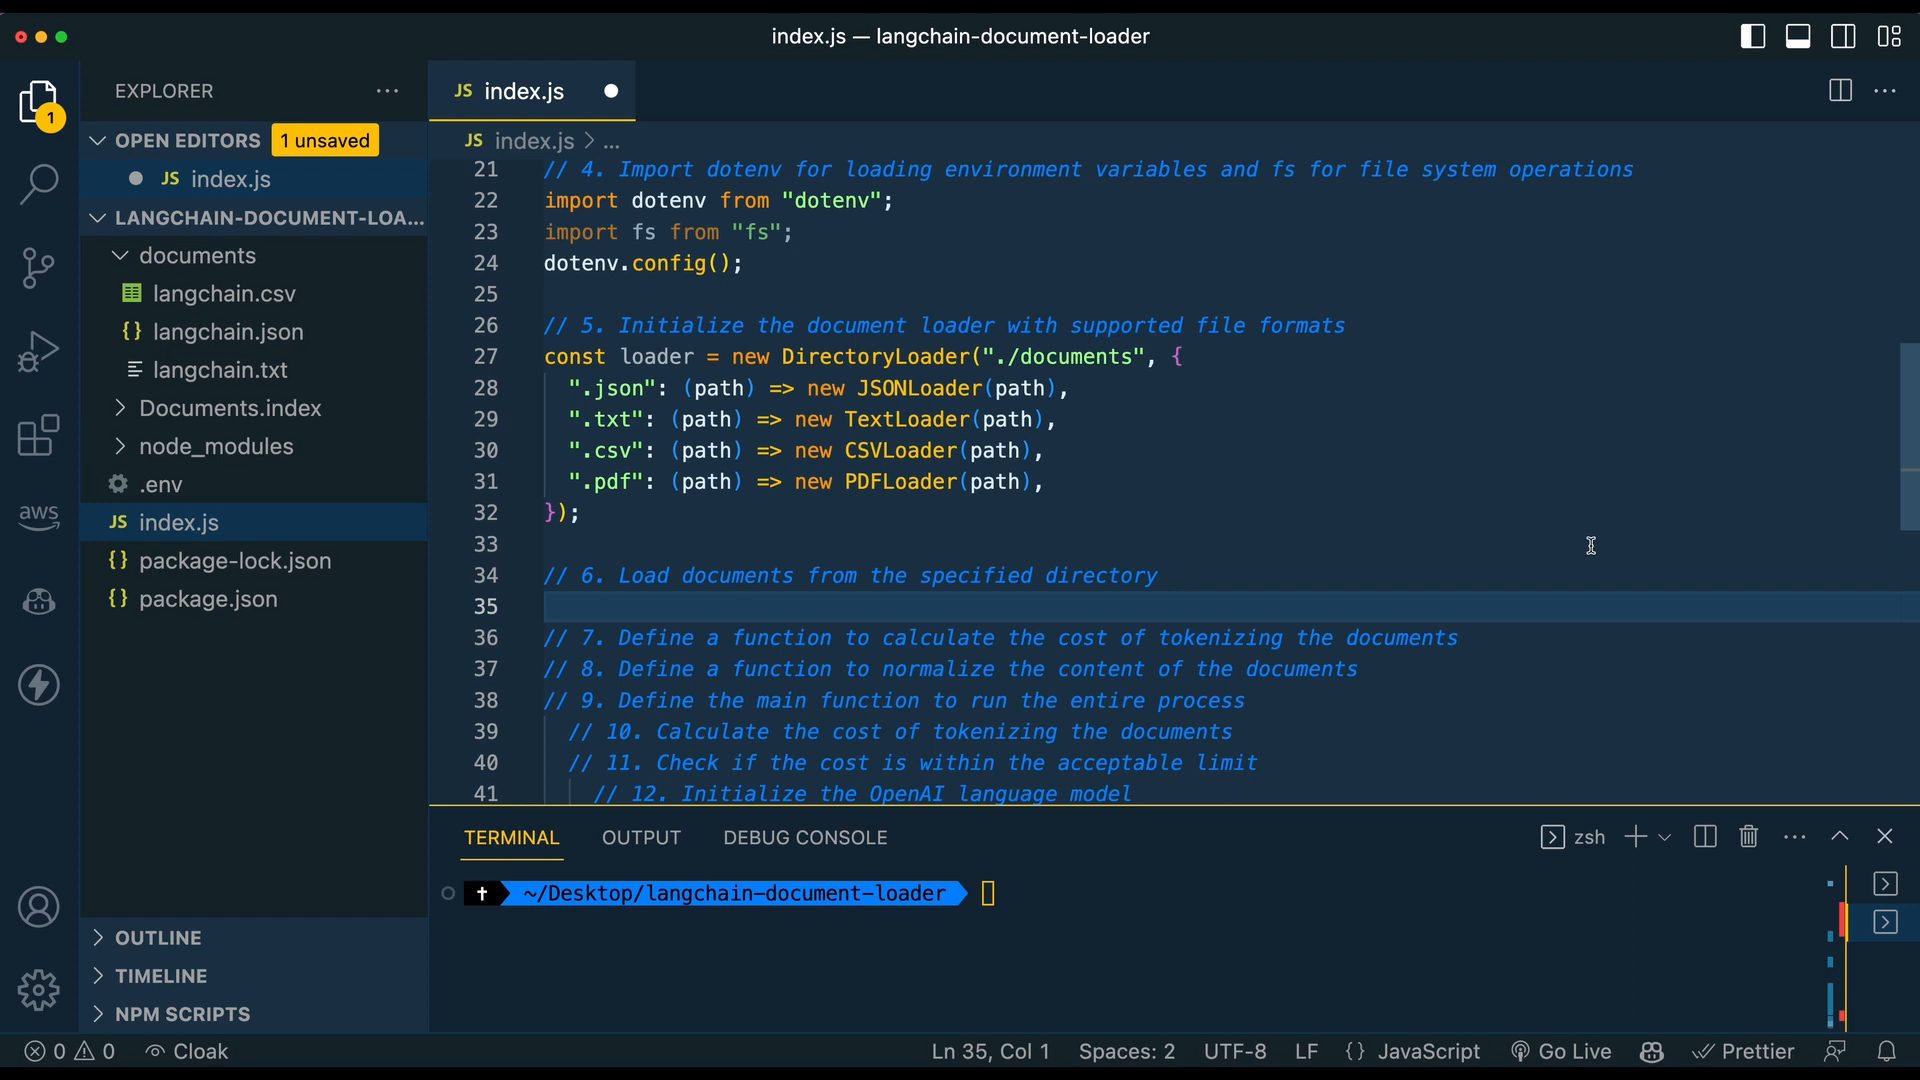 index.js — langchain-document-loader
EXPLORER
1
OPEN EDITORS 1 unsaved
JS index.js
LANGCHAIN-DOCUMENT-LOA...
documents
langchain.csv
{} langchain.json
langchain.txt
Documents.index
node_modules
.env
JS index.js
{} package-lock.json
{} package.json
aws
OUTLINE
TIMELINE
NPM SCRIPTS
JS index.js
JS index.js > ...
21 // 4. Import dotenv for loading environment variables and fs for file system operations
22 import dotenv from "dotenv";
23 import fs from "fs";
24 dotenv.config();
25
26 // 5. Initialize the document loader with supported file formats
27 const loader = new DirectoryLoader("./documents", {
28 ".json": (path) => new JSONLoader(path),
29 ".txt": (path) => new TextLoader(path),
30 ".csv": (path) => new CSVLoader(path),
31 ".pdf": (path) => new PDFLoader(path),
32 });
33
34 // 6. Load documents from the specified directory
35
36 // 7. Define a function to calculate the cost of tokenizing the documents
37 // 8. Define a function to normalize the content of the documents
38 // 9. Define the main function to run the entire process
39 // 10. Calculate the cost of tokenizing the documents
40 // 11. Check if the cost is within the acceptable limit
41 // 12. Initialize the OpenAI language model
TERMINAL OUTPUT DEBUG CONSOLE zsh
~/Desktop/langchain-document-loader
0 0 Cloak Ln 35, Col 1 Spaces: 2 UTF-8 LF {} JavaScript Go Live Prettier